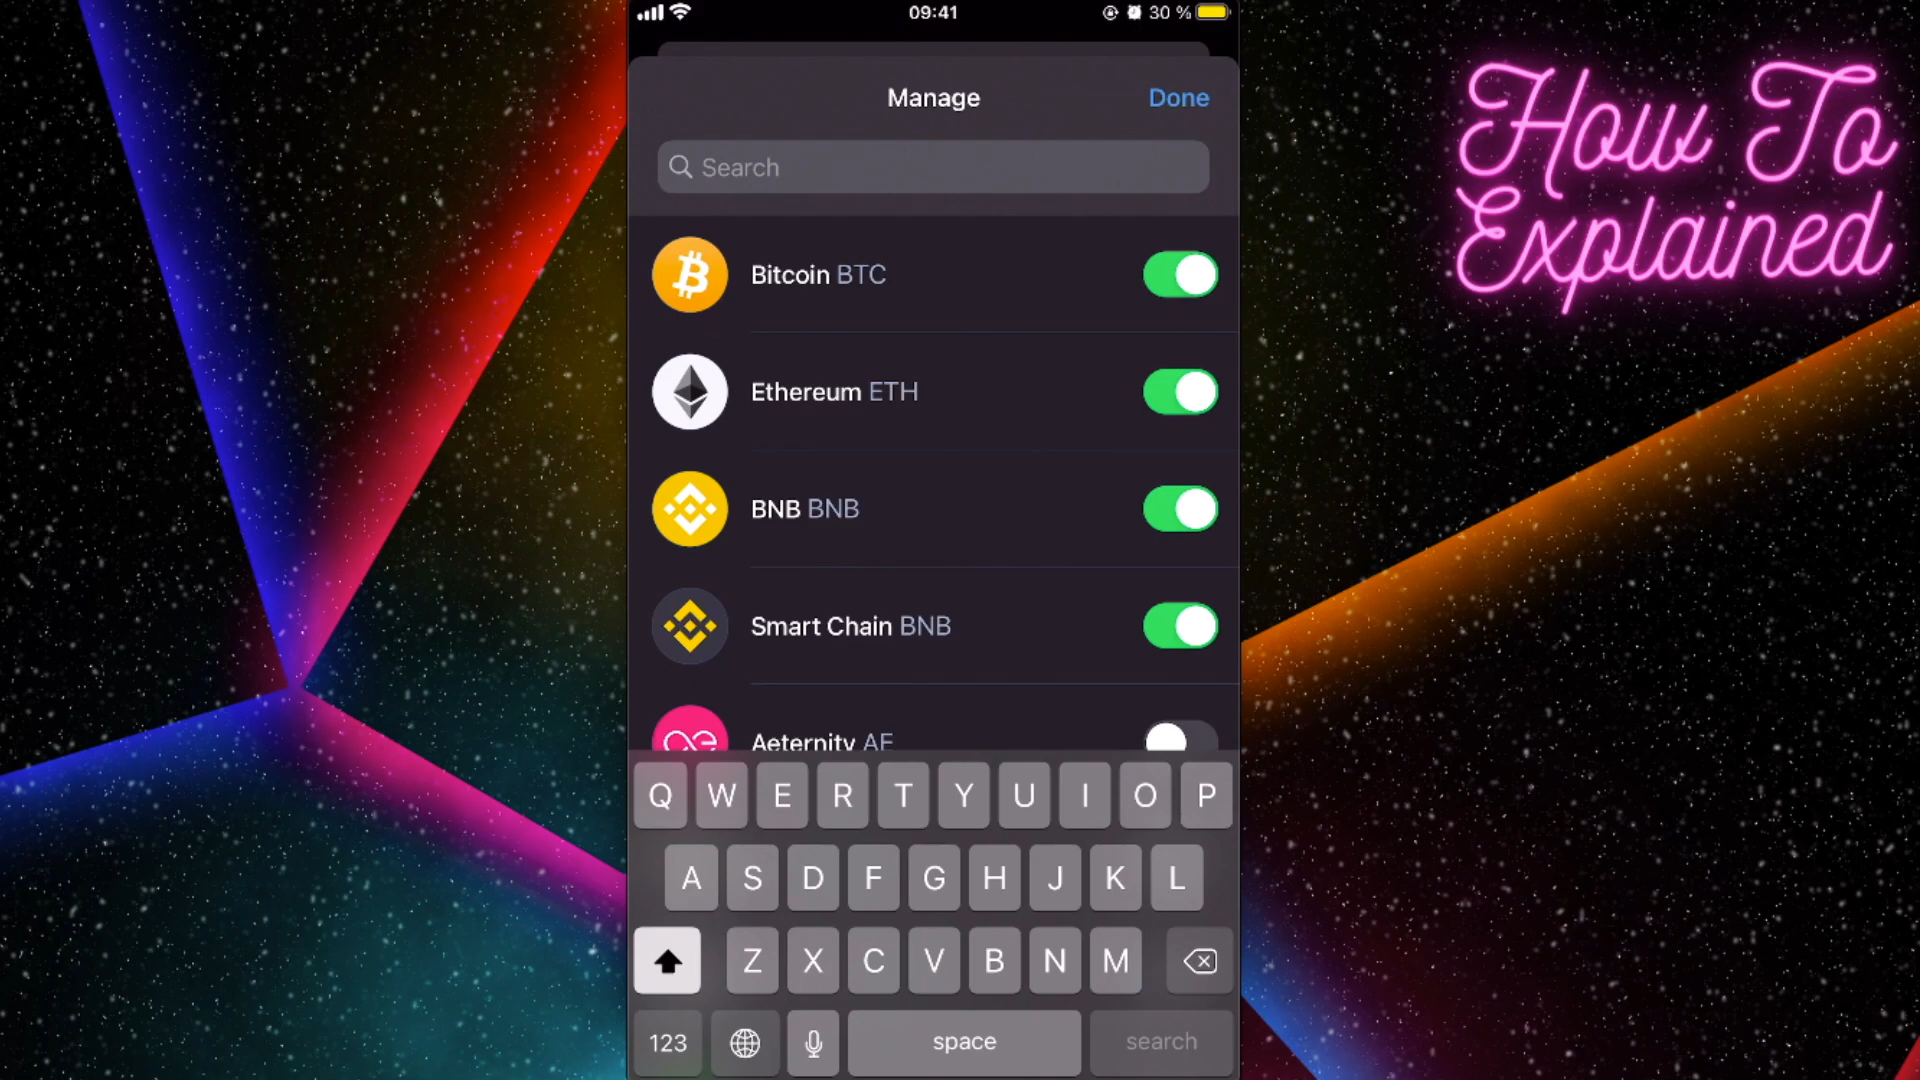 09:41
30 %
Manage
Done
Search
Bitcoin BTC
Ethereum ETH
BNB BNB
Smart Chain BNB
Aeternity AE
Q W E R T Y U I O P
A S D F G H J K L
Z X C V B N M
123
space
search
How To
Explained